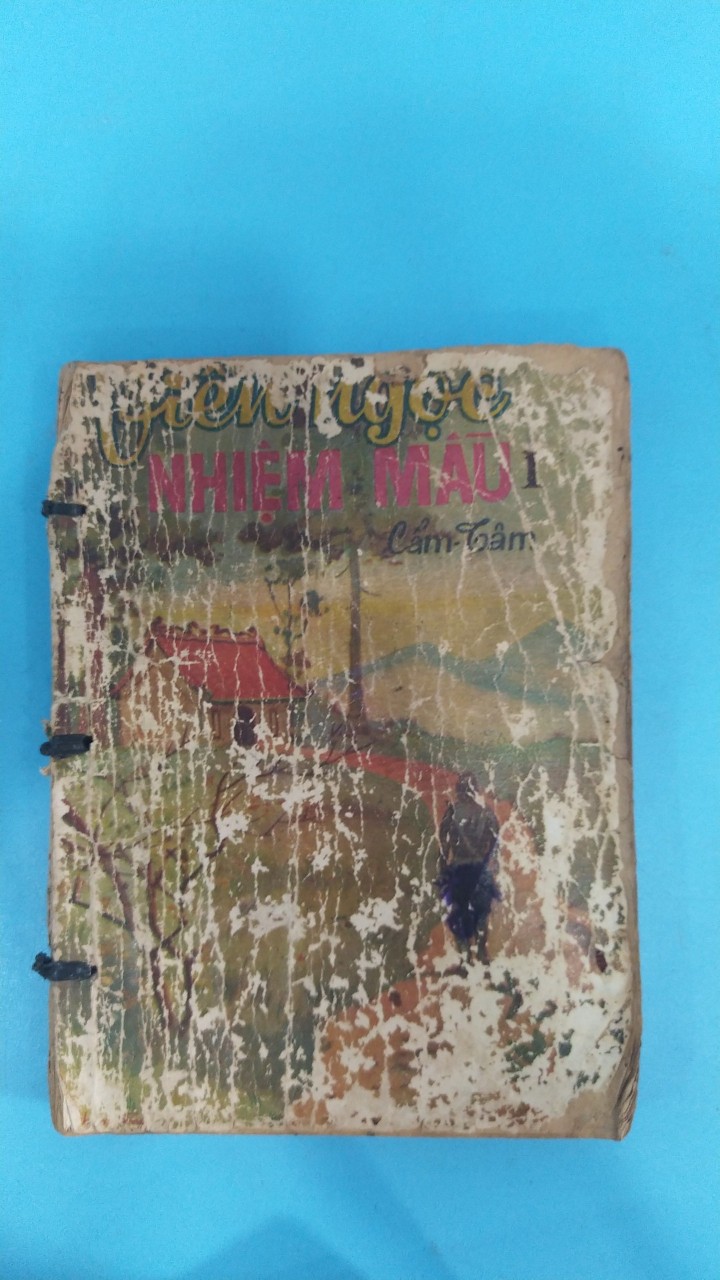 Viên ngọc
NHIỆM MẦU 1
Cẩm-Tâm